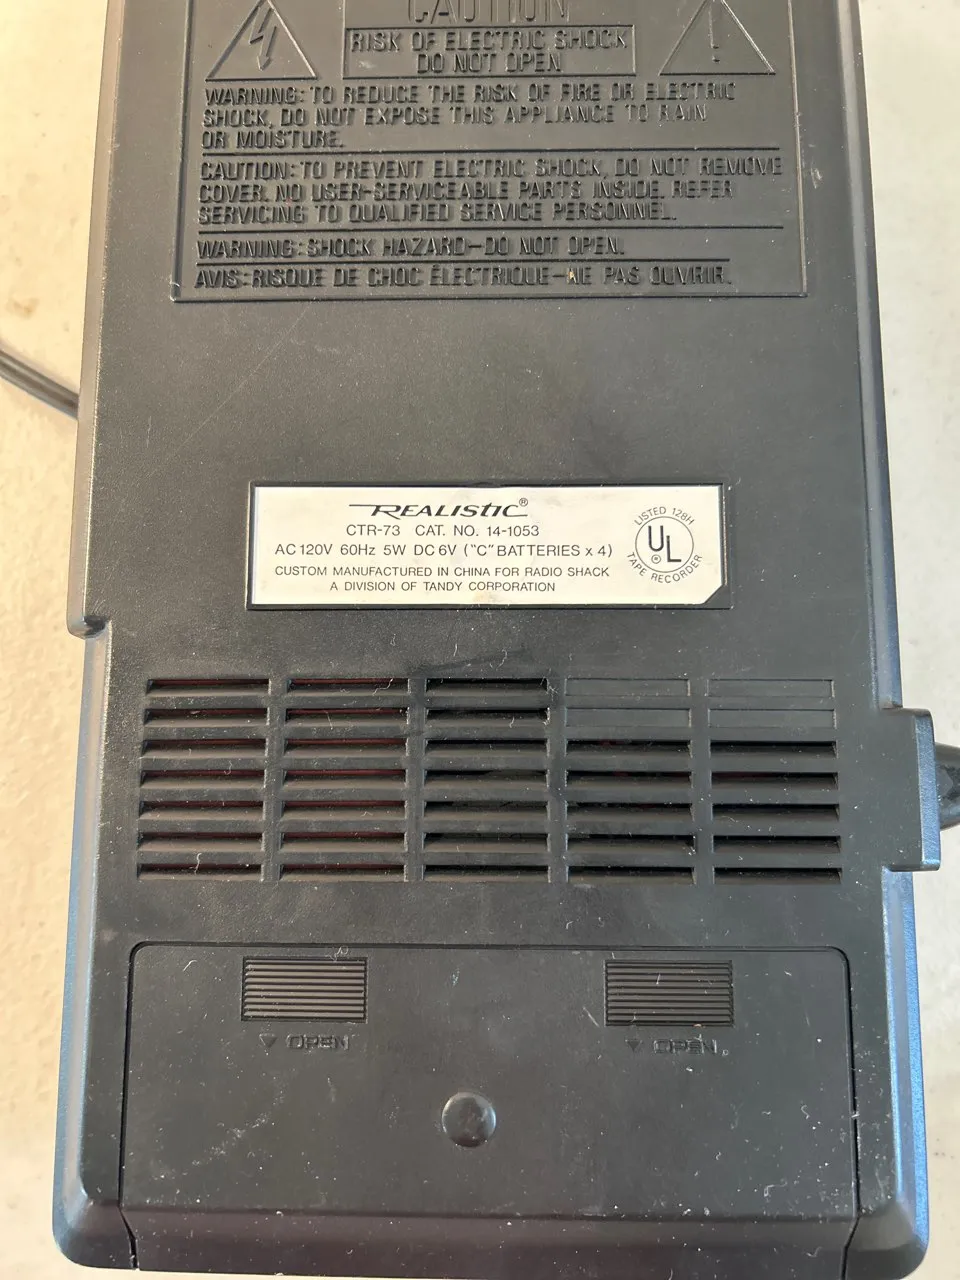 CAUTION
RISK OF ELECTRIC SHOCK
DO NOT OPEN
WARNING: TO REDUCE THE RISK OF FIRE OR ELECTRIC
SHOCK, DO NOT EXPOSE THIS APPLIANCE TO RAIN
OR MOISTURE.
CAUTION: TO PREVENT ELECTRIC SHOCK, DO NOT REMOVE
COVER. NO USER-SERVICEABLE PARTS INSIDE. REFER
SERVICING TO QUALIFIED SERVICE PERSONNEL.
WARNING: SHOCK HAZARD-DO NOT OPEN.
AVIS: RISQUE DE CHOC ÉLECTRIQUE-NE PAS OUVRIR.
REALISTIC®
CTR-73 CAT. NO. 14-1053
AC 120V 60Hz 5W DC 6V ("C" BATTERIES x 4)
CUSTOM MANUFACTURED IN CHINA FOR RADIO SHACK
A DIVISION OF TANDY CORPORATION
LISTED 128H
UL®
TAPE RECORDER
OPEN
OPEN